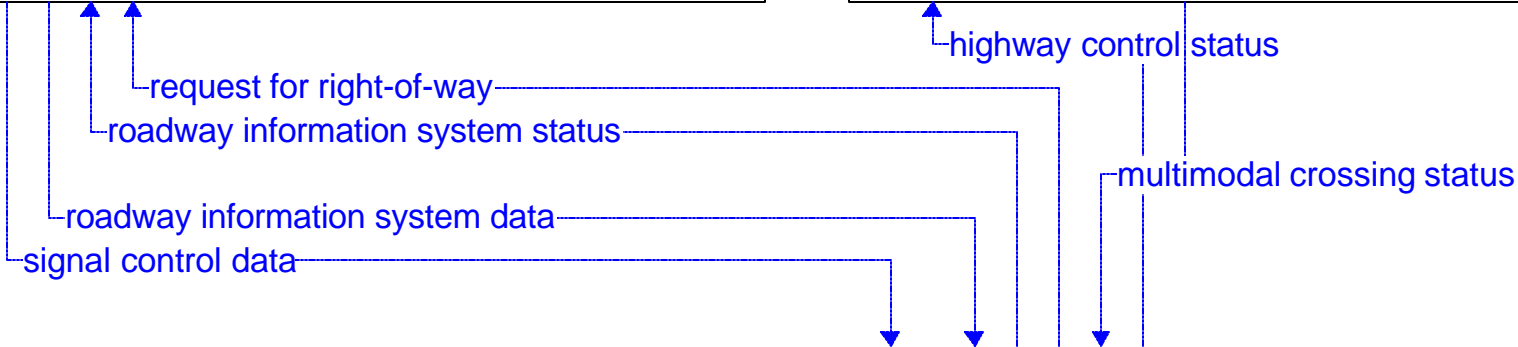 highway control status
request for right-of-way
roadway information system status
multimodal crossing status
roadway information system data
signal control data